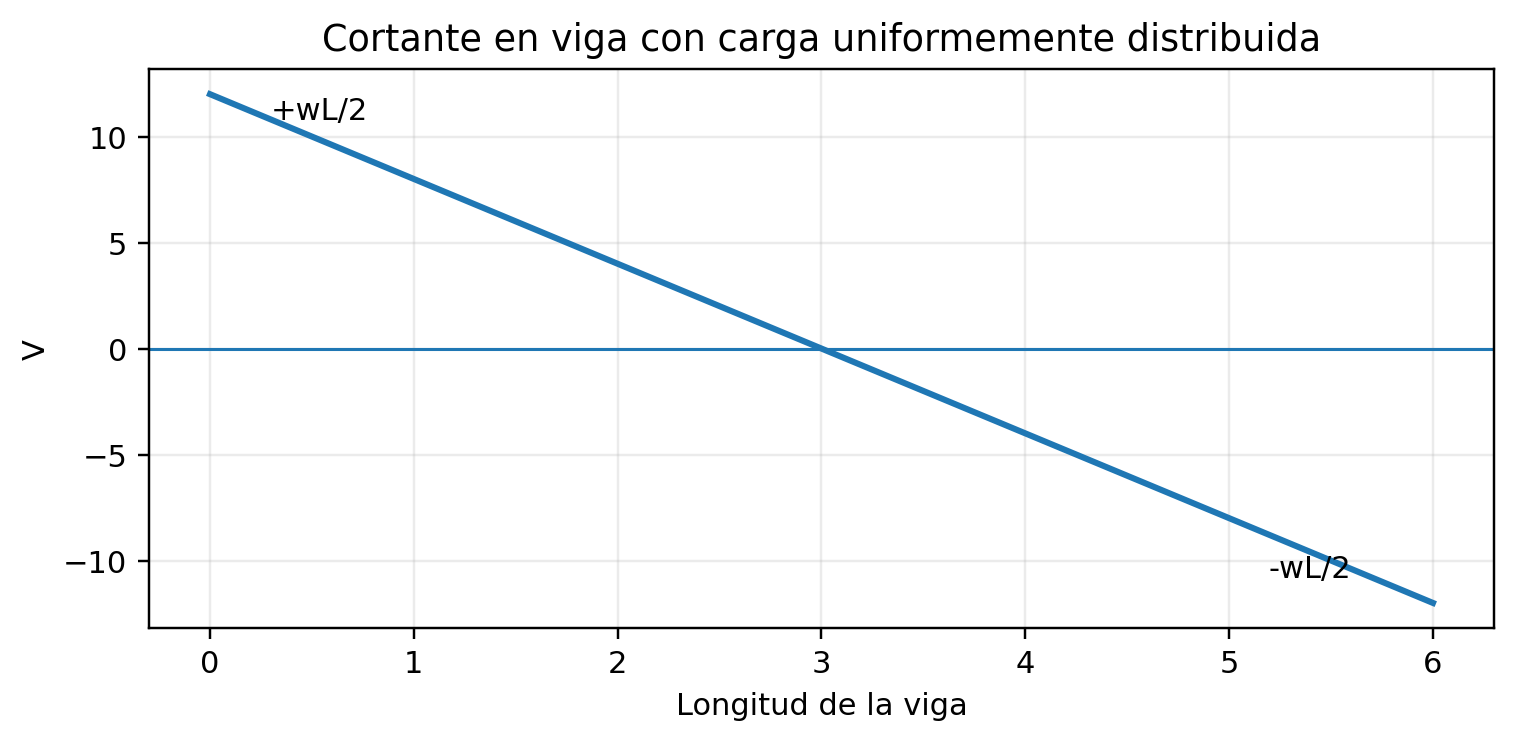 Cortante en viga con carga uniformemente distribuida
+wL/2
10
5
0
−5
−10
V
-wL/2
0 1 2 3 4 5 6
Longitud de la viga